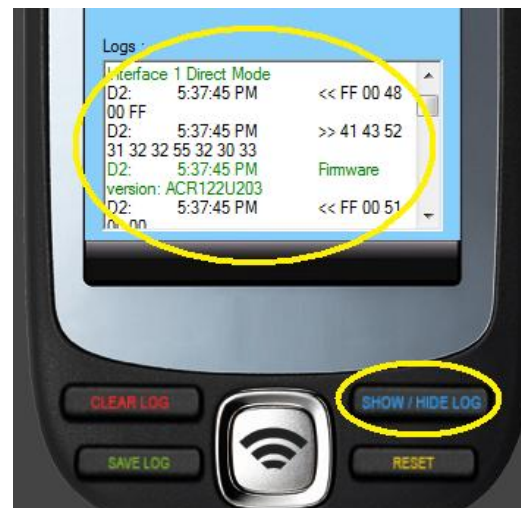 Logs :
Interface 1 Direct Mode
D2: 5:37:45 PM << FF 00 48
00 FF
D2: 5:37:45 PM >> 41 43 52
31 32 32 55 32 30 33
D2: 5:37:45 PM Firmware
version: ACR122U203
D2: 5:37:45 PM << FF 00 51
00 00
CLEAR LOG
SHOW / HIDE LOG
SAVE LOG
RESET